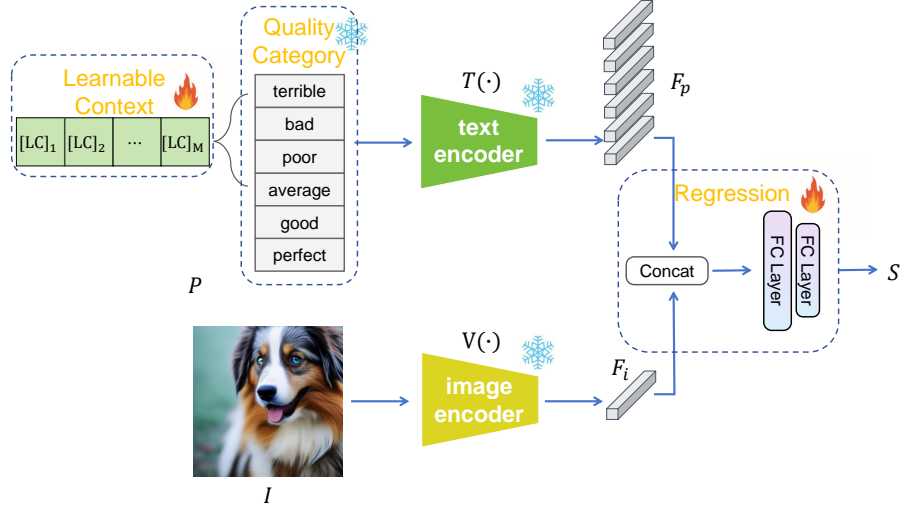 Learnable
Context
[LC]₁ [LC]₂ ... [LC]M
Quality
Category
terrible
bad
poor
average
good
perfect
P
T(·)
text
encoder
Fₚ
Regression
Concat
FC Layer
FC Layer
S
I
V(·)
image
encoder
Fᵢ